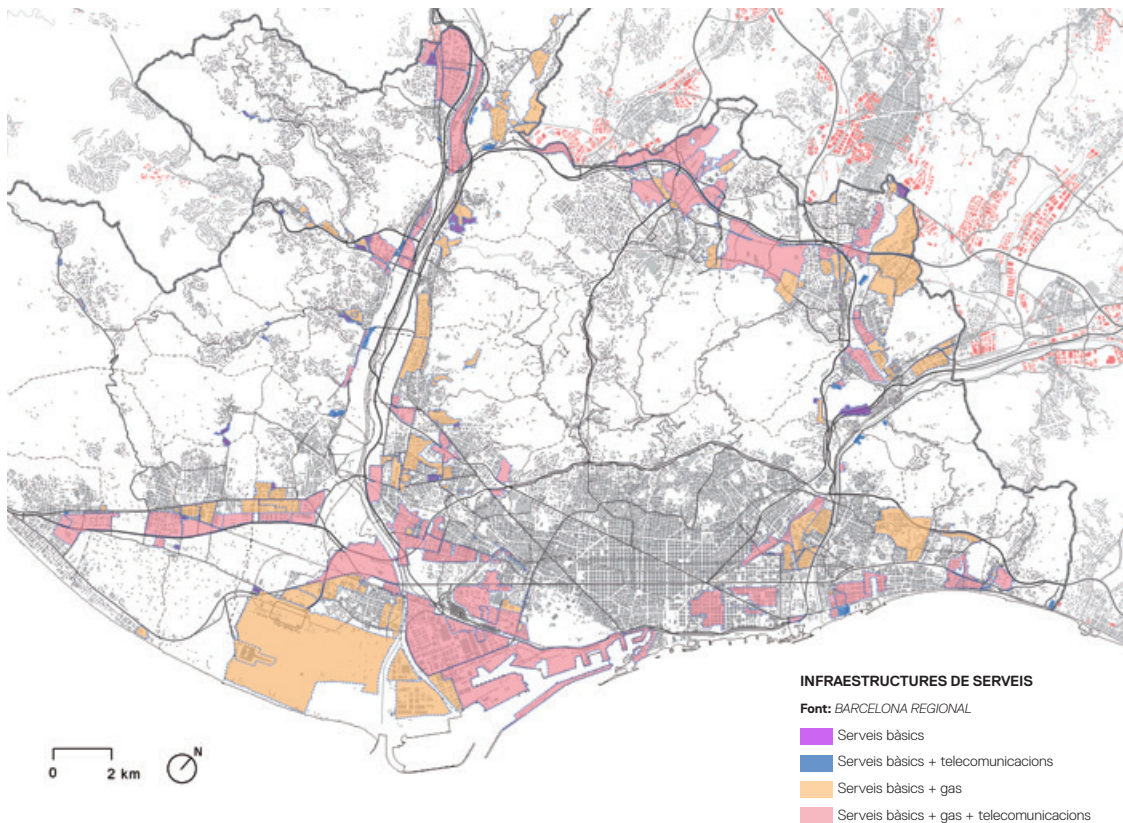 N
0 2 km
INFRAESTRUCTURES DE SERVEIS
Font: BARCELONA REGIONAL
Serveis bàsics
Serveis bàsics + telecomunicacions
Serveis bàsics + gas
Serveis bàsics + gas + telecomunicacions